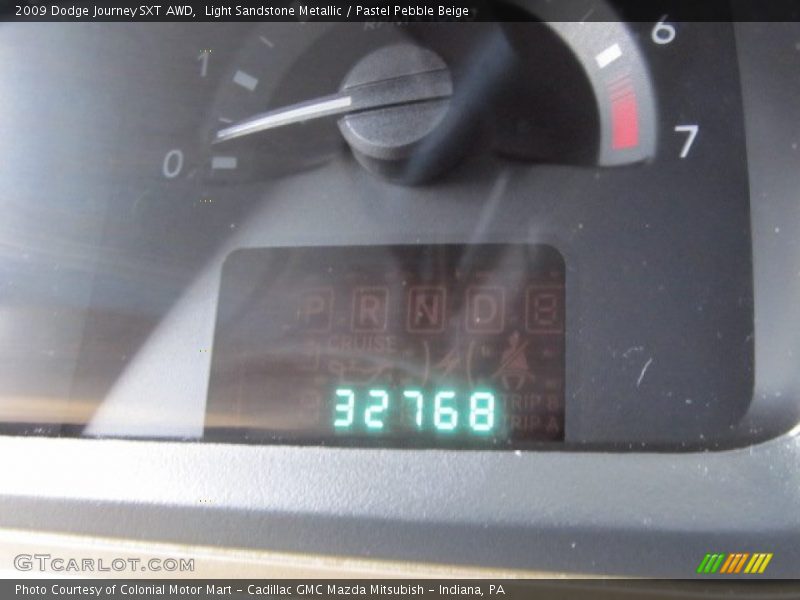 2009 Dodge Journey SXT AWD, Light Sandstone Metallic / Pastel Pebble Beige
1 6
0 7
P R N D
CRUISE
32768 TRIP B
TRIP A
GTCARLOT.COM
Photo Courtesy of Colonial Motor Mart - Cadillac GMC Mazda Mitsubish - Indiana, PA